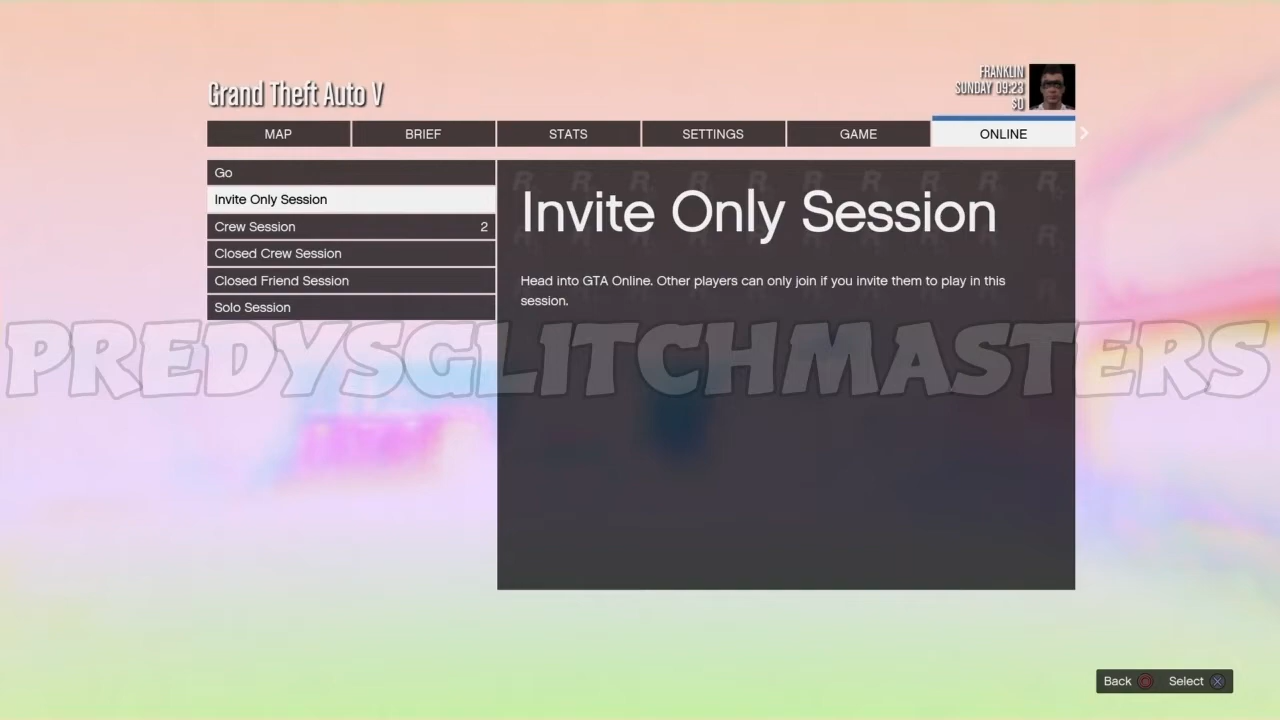 Grand Theft Auto V
FRANKLIN
SUNDAY 09:23
$0
MAP
BRIEF
STATS
SETTINGS
GAME
ONLINE
Go
Invite Only Session
Crew Session 2
Closed Crew Session
Closed Friend Session
Solo Session
Invite Only Session
Head into GTA Online. Other players can only join if you invite them to play in this
session.
PREDYSGLITCHMASTERS
Back Select